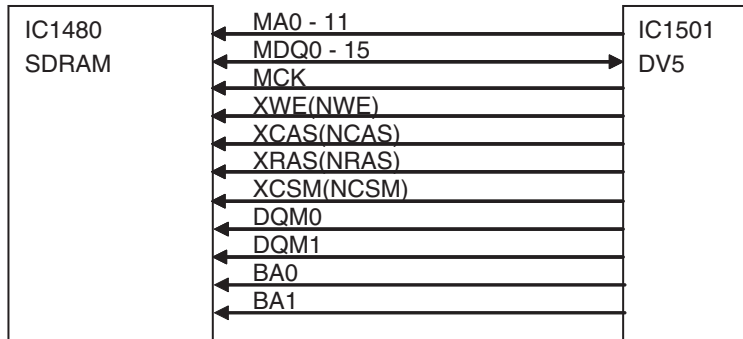 IC1480
SDRAM
MA0 - 11
MDQ0 - 15
MCK
XWE(NWE)
XCAS(NCAS)
XRAS(NRAS)
XCSM(NCSM)
DQM0
DQM1
BA0
BA1
IC1501
DV5